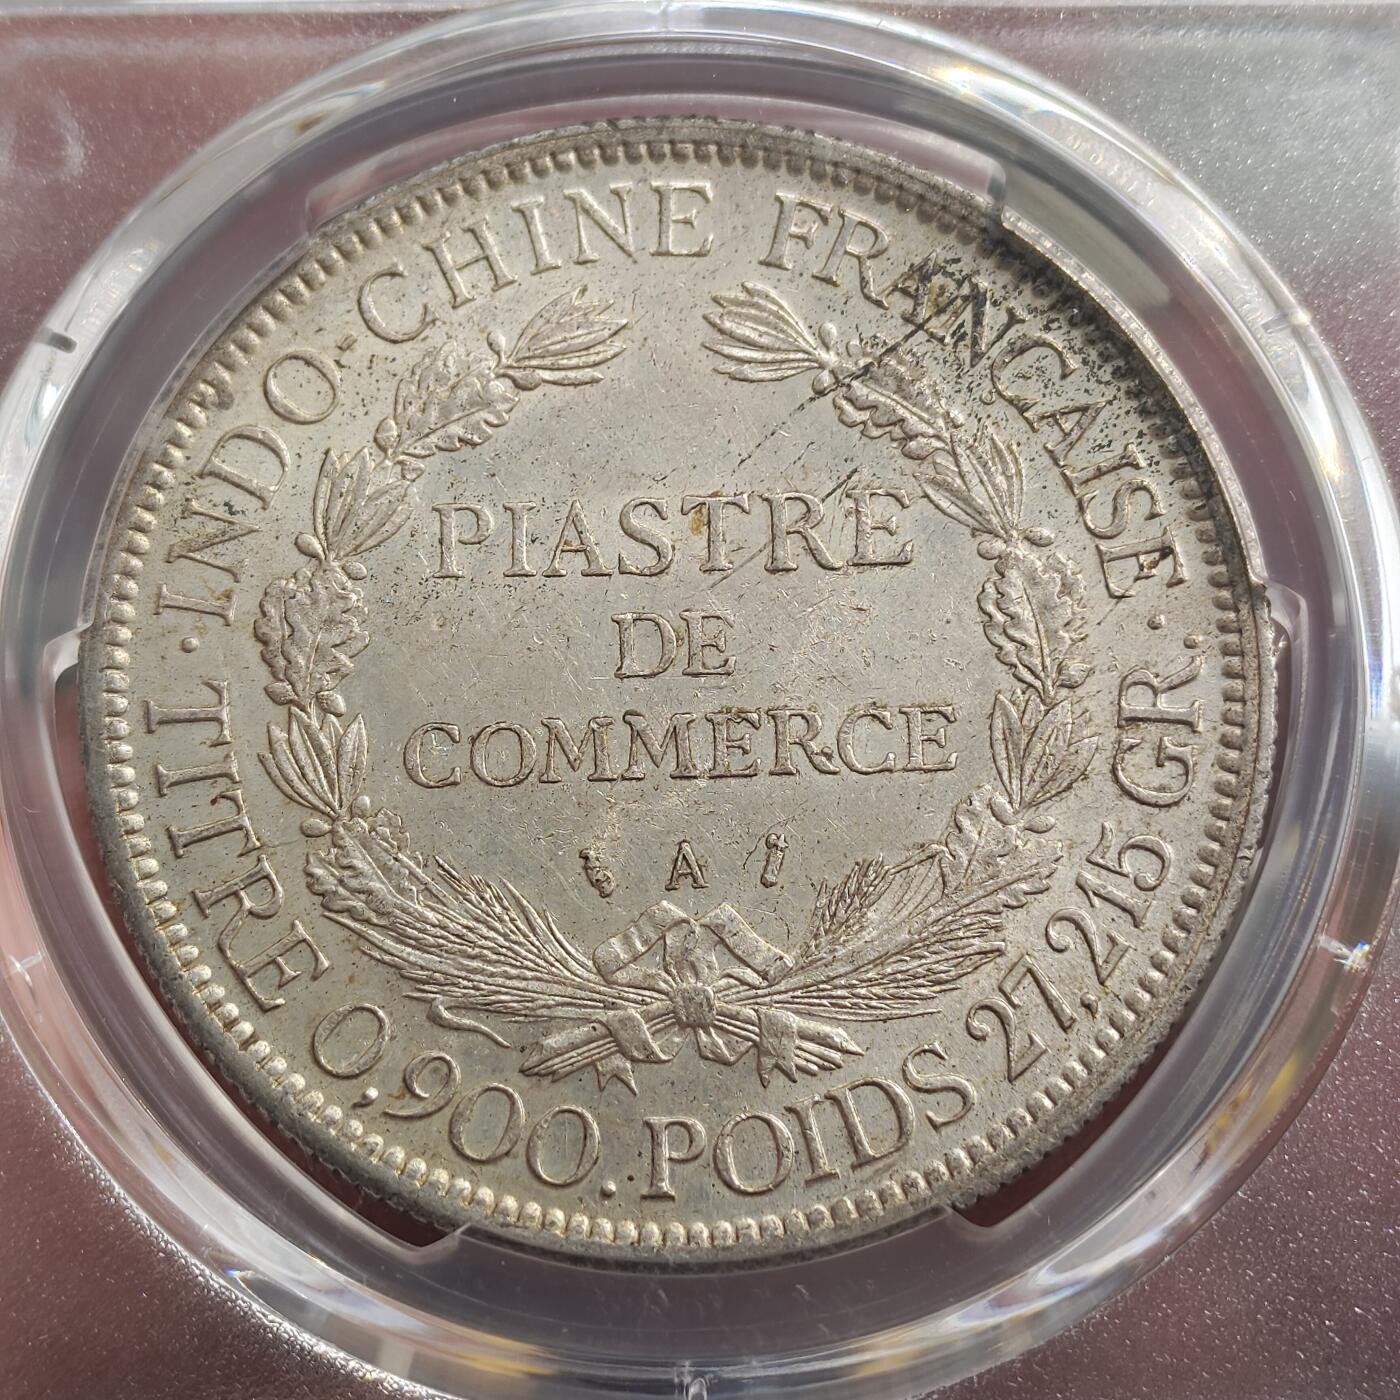 INDO-CHINE FRANÇAISE · TITRE 0,900. POIDS 27,215 GR. ·
PIASTRE
DE
COMMERCE
A